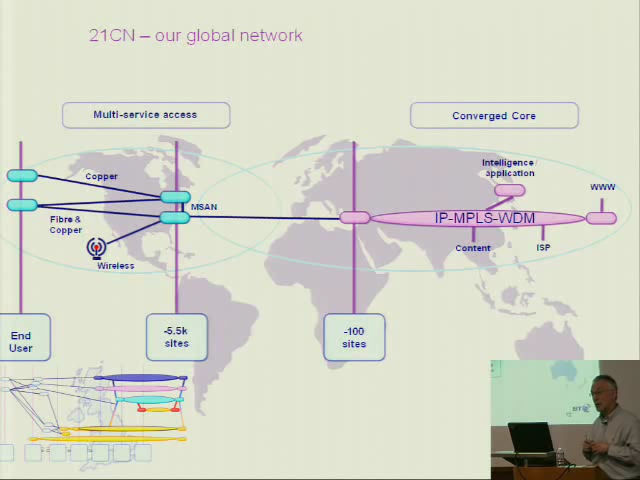 21CN – our global network
Multi-service access
Converged Core
Copper
Intelligence /
application
WWW
MSAN
IP-MPLS-WDM
Fibre &
Copper
Content
ISP
Wireless
End
User
-5.5k
sites
-100
sites
BT